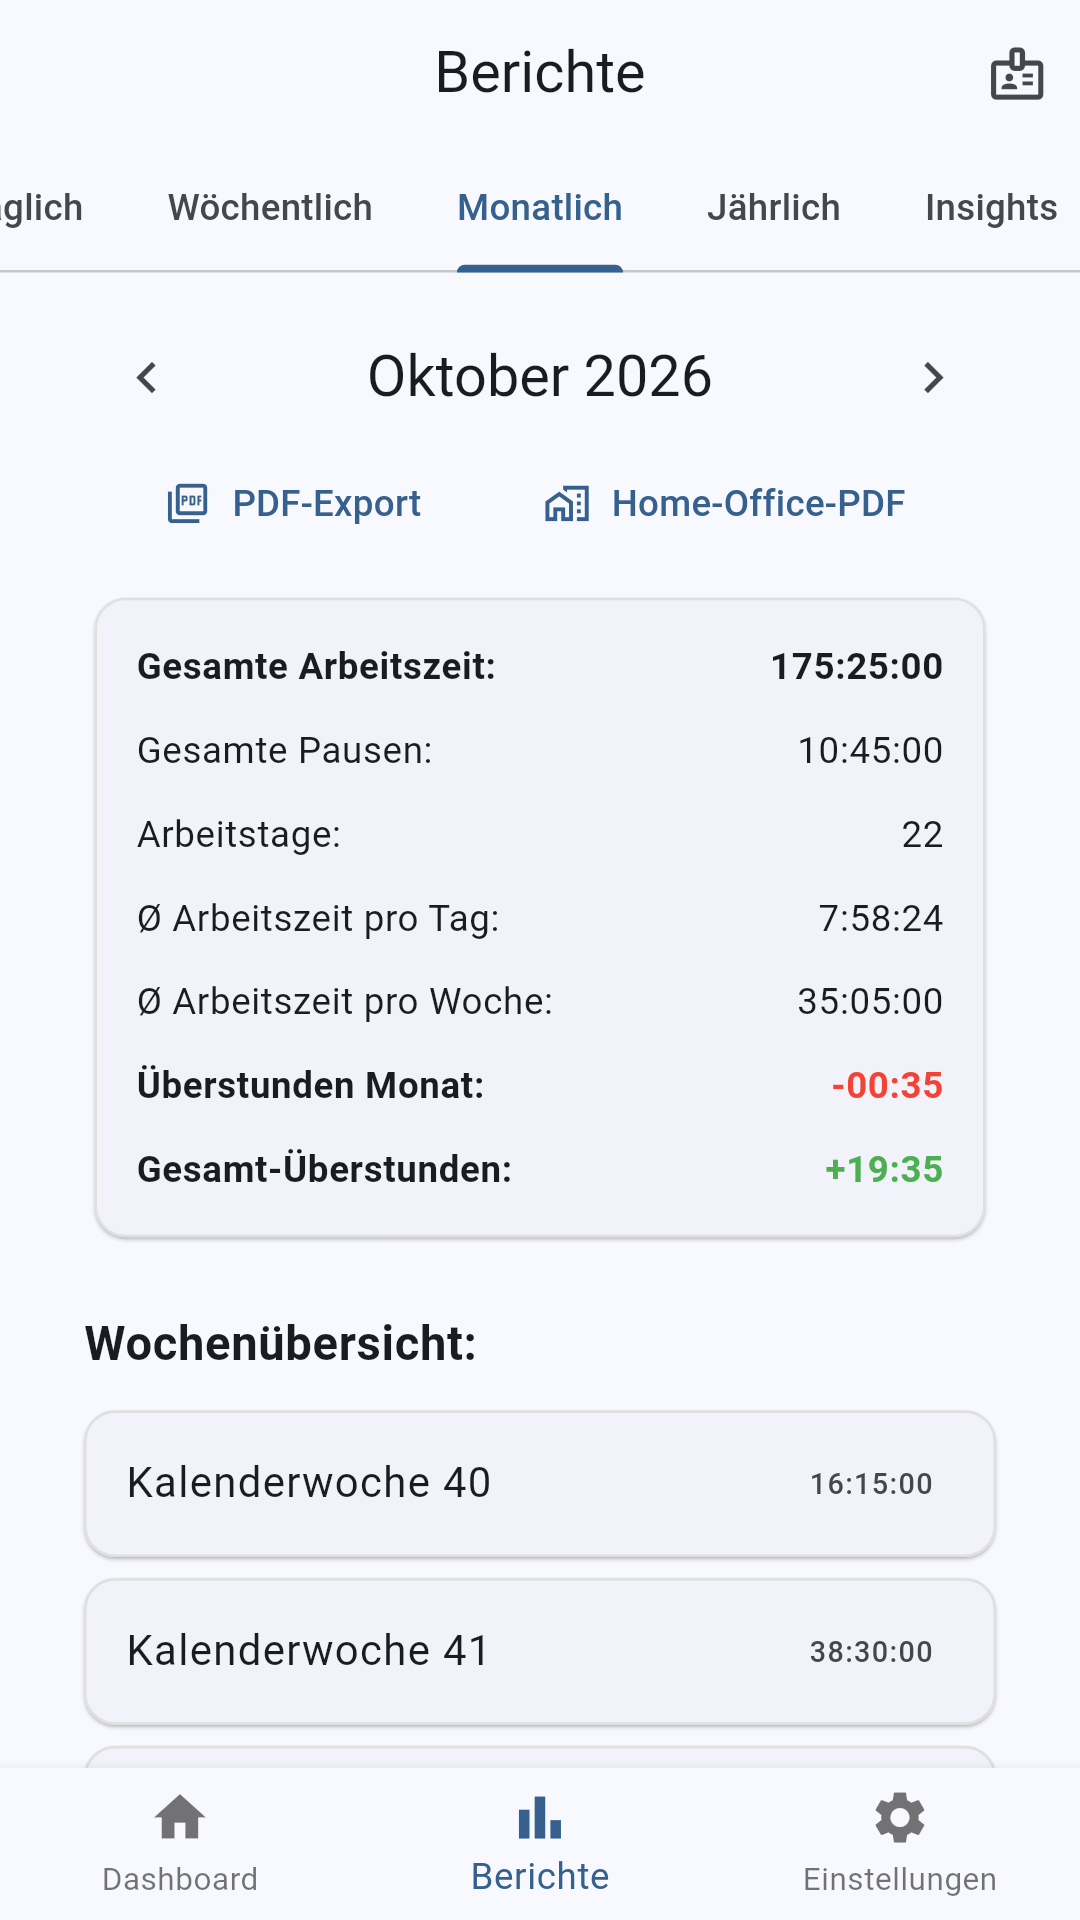 Berichte
äglich Wöchentlich Monatlich Jährlich Insights
Oktober 2026
PDF PDF-Export Home-Office-PDF
Gesamte Arbeitszeit: 175:25:00
Gesamte Pausen: 10:45:00
Arbeitstage: 22
Ø Arbeitszeit pro Tag: 7:58:24
Ø Arbeitszeit pro Woche: 35:05:00
Überstunden Monat: -00:35
Gesamt-Überstunden: +19:35
Wochenübersicht:
Kalenderwoche 40 16:15:00
Kalenderwoche 41 38:30:00
Dashboard Berichte Einstellungen